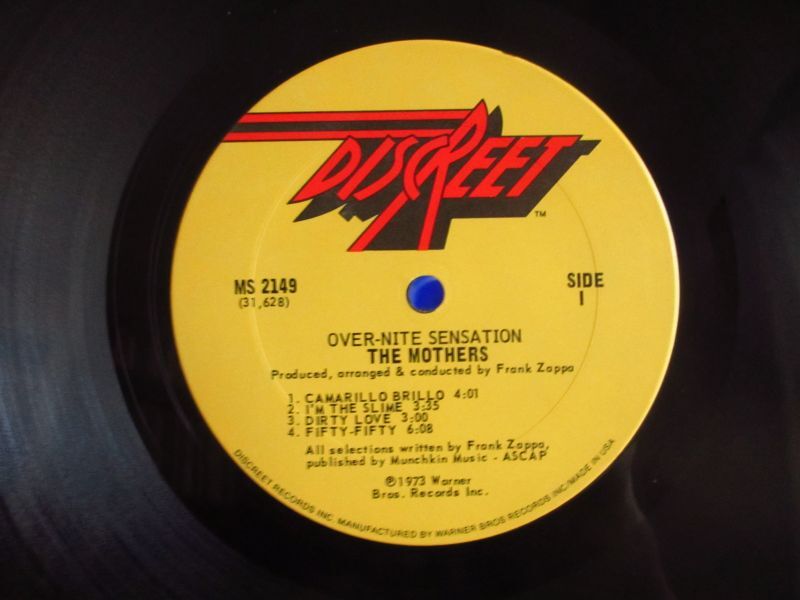 DISCREET
TM
MS 2149
(31,628)
SIDE
1
OVER-NITE SENSATION
THE MOTHERS
Produced, arranged & conducted by Frank Zappa
1. CAMARILLO BRILLO 4:01
2. I'M THE SLIME 3:35
3. DIRTY LOVE 3:00
4. FIFTY-FIFTY 6:08
All selections written by Frank Zappa,
published by Munchkin Music - ASCAP
℗1973 Warner
Bros. Records Inc.
DISCREET RECORDS INC. MANUFACTURED BY WARNER BROS RECORDS INC/MADE IN USA